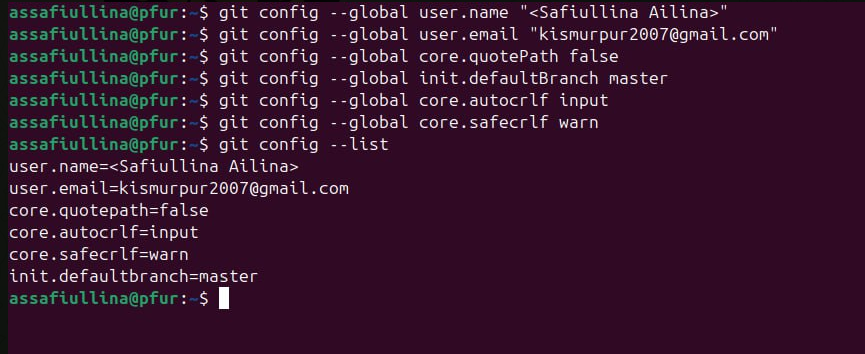 assafiullina@pfur:~$ git config --global user.name "<Safiullina Ailina>"
assafiullina@pfur:~$ git config --global user.email "kismurpur2007@gmail.com"
assafiullina@pfur:~$ git config --global core.quotePath false
assafiullina@pfur:~$ git config --global init.defaultBranch master
assafiullina@pfur:~$ git config --global core.autocrlf input
assafiullina@pfur:~$ git config --global core.safecrlf warn
assafiullina@pfur:~$ git config --list
user.name=<Safiullina Ailina>
user.email=kismurpur2007@gmail.com
core.quotepath=false
core.autocrlf=input
core.safecrlf=warn
init.defaultbranch=master
assafiullina@pfur:~$